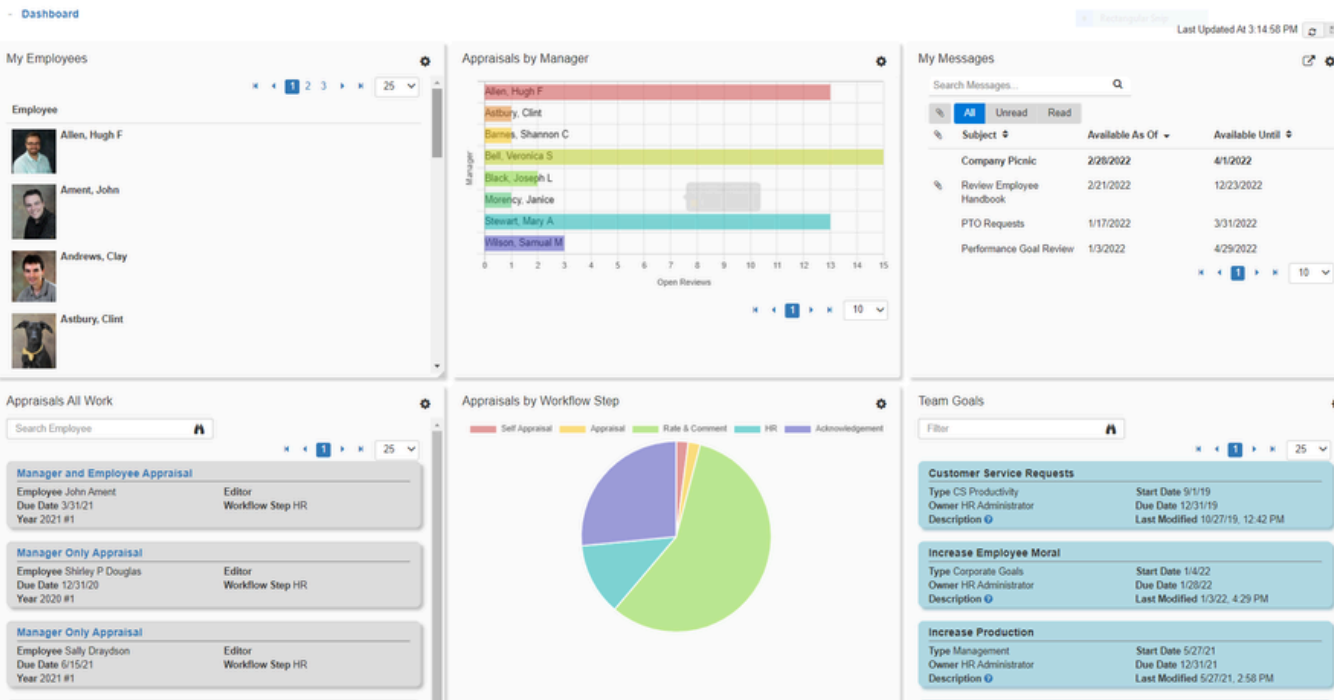 Dashboard
Last Updated At 3:14:58 PM
My Employees
1 2 3 25
Employee
Allen, Hugh F
Ament, John
Andrews, Clay
Astbury, Clint
Appraisals by Manager
Manager
Allen, Hugh F
Astbury, Clint
Barnes, Shannon C
Bell, Veronica S
Black, Joseph L
Morency, Janice
Stewart, Mary A
Wilson, Samual M
0 1 2 3 4 5 6 7 8 9 10 11 12 13 14 15
Open Reviews
1 10
My Messages
Search Messages...
All Unread Read
Subject Available As Of Available Until
Company Picnic 2/28/2022 4/1/2022
Review Employee Handbook 2/21/2022 12/23/2022
PTO Requests 1/17/2022 3/31/2022
Performance Goal Review 1/3/2022 4/29/2022
1 10
Appraisals All Work
Search Employee
1 25
Manager and Employee Appraisal
Employee John Ament Editor
Due Date 3/31/21 Workflow Step HR
Year 2021 #1
Manager Only Appraisal
Employee Shirley P Douglas Editor
Due Date 12/31/20 Workflow Step HR
Year 2020 #1
Manager Only Appraisal
Employee Sally Draydson Editor
Due Date 6/15/21 Workflow Step HR
Year 2021 #1
Appraisals by Workflow Step
Self Appraisal Appraisal Rate & Comment HR Acknowledgement
Team Goals
Filter
1 25
Customer Service Requests
Type CS Productivity Start Date 9/1/19
Owner HR Administrator Due Date 12/31/19
Description Last Modified 10/27/19, 12:42 PM
Increase Employee Moral
Type Corporate Goals Start Date 1/4/22
Owner HR Administrator Due Date 1/28/22
Description Last Modified 1/3/22, 4:29 PM
Increase Production
Type Management Start Date 5/27/21
Owner HR Administrator Due Date 12/31/21
Description Last Modified 5/27/21, 2:58 PM